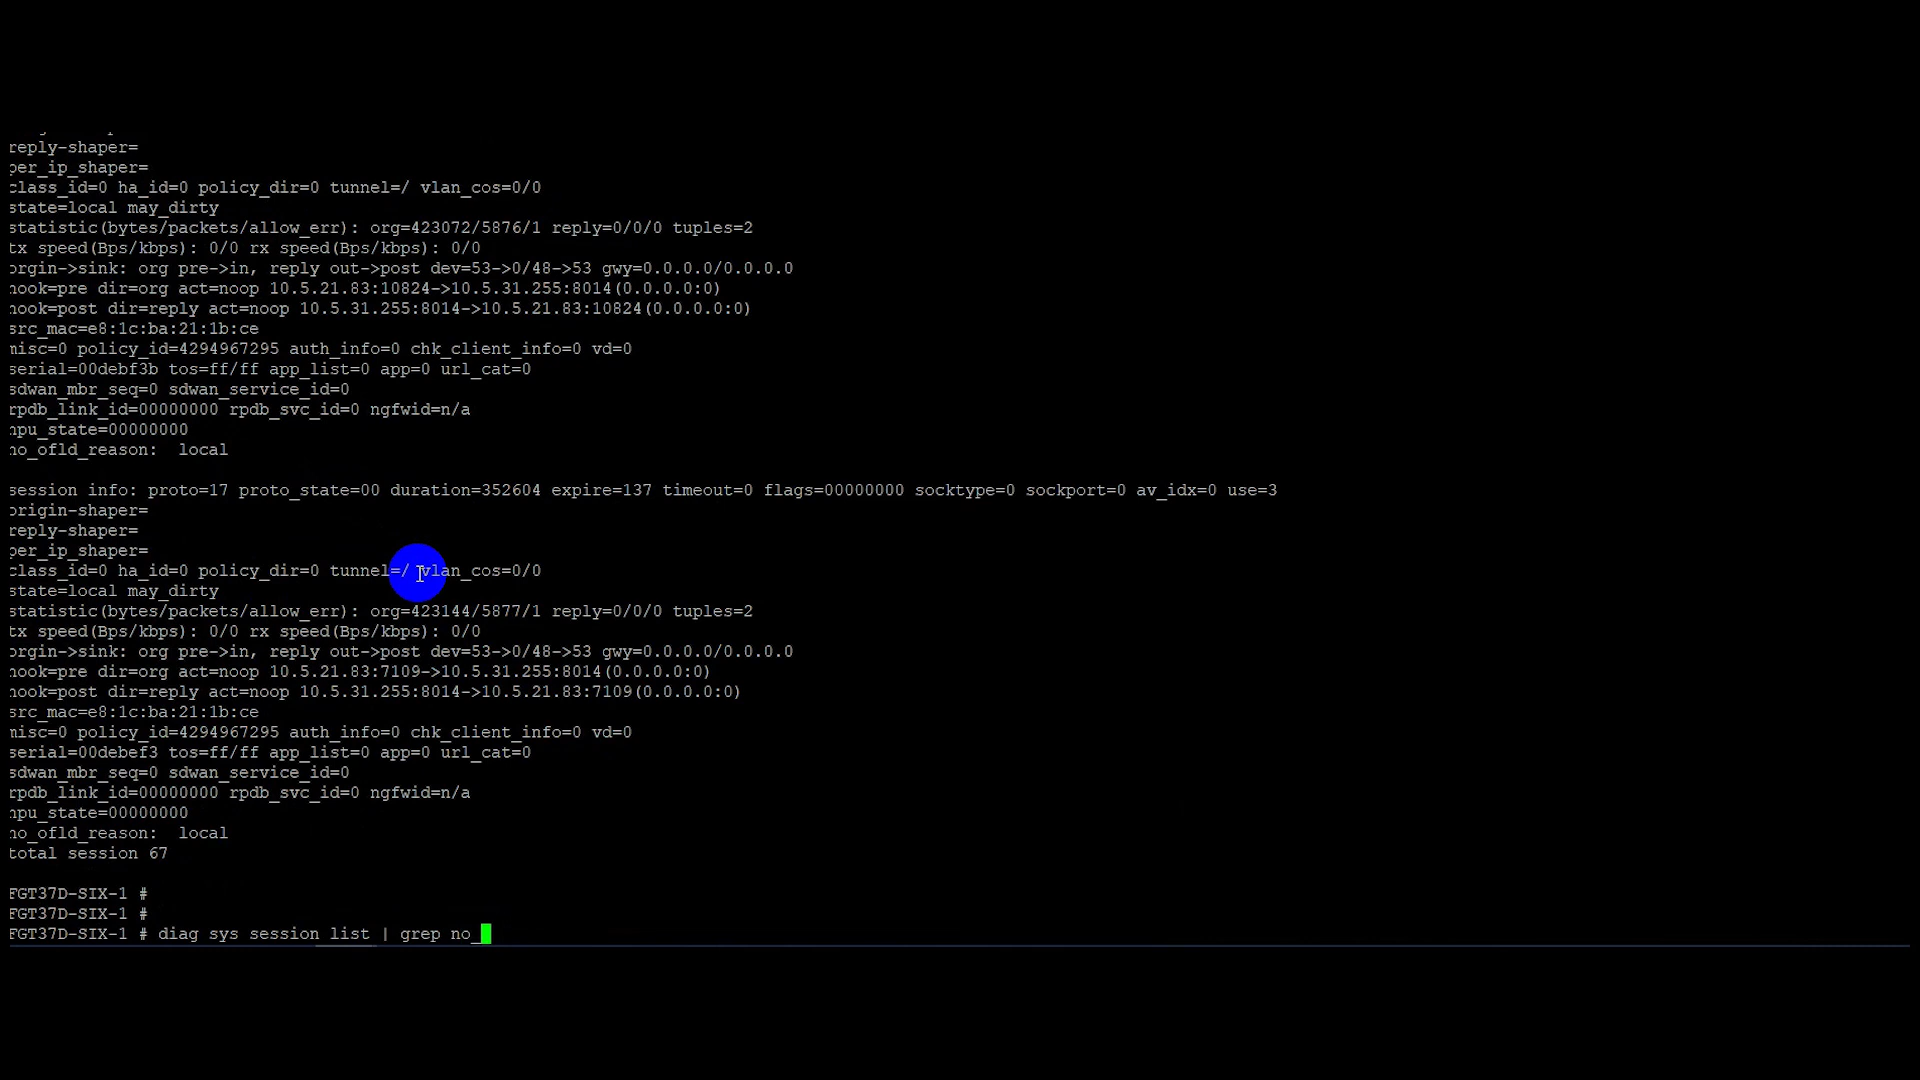 reply-shaper=
per_ip_shaper=
class_id=0 ha_id=0 policy_dir=0 tunnel=/ vlan_cos=0/0
state=local may_dirty
statistic(bytes/packets/allow_err): org=423072/5876/1 reply=0/0/0 tuples=2
tx speed(Bps/kbps): 0/0 rx speed(Bps/kbps): 0/0
orgin->sink: org pre->in, reply out->post dev=53->0/48->53 gwy=0.0.0.0/0.0.0.0
hook=pre dir=org act=noop 10.5.21.83:10824->10.5.31.255:8014(0.0.0.0:0)
hook=post dir=reply act=noop 10.5.31.255:8014->10.5.21.83:10824(0.0.0.0:0)
src_mac=e8:1c:ba:21:1b:ce
misc=0 policy_id=4294967295 auth_info=0 chk_client_info=0 vd=0
serial=00debf3b tos=ff/ff app_list=0 app=0 url_cat=0
sdwan_mbr_seq=0 sdwan_service_id=0
rpdb_link_id=00000000 rpdb_svc_id=0 ngfwid=n/a
npu_state=00000000
no_ofld_reason:  local
session info: proto=17 proto_state=00 duration=352604 expire=137 timeout=0 flags=00000000 socktype=0 sockport=0 av_idx=0 use=3
origin-shaper=
reply-shaper=
per_ip_shaper=
class_id=0 ha_id=0 policy_dir=0 tunnel=/ vlan_cos=0/0
state=local may_dirty
statistic(bytes/packets/allow_err): org=423144/5877/1 reply=0/0/0 tuples=2
tx speed(Bps/kbps): 0/0 rx speed(Bps/kbps): 0/0
orgin->sink: org pre->in, reply out->post dev=53->0/48->53 gwy=0.0.0.0/0.0.0.0
hook=pre dir=org act=noop 10.5.21.83:7109->10.5.31.255:8014(0.0.0.0:0)
hook=post dir=reply act=noop 10.5.31.255:8014->10.5.21.83:7109(0.0.0.0:0)
src_mac=e8:1c:ba:21:1b:ce
misc=0 policy_id=4294967295 auth_info=0 chk_client_info=0 vd=0
serial=00debef3 tos=ff/ff app_list=0 app=0 url_cat=0
sdwan_mbr_seq=0 sdwan_service_id=0
rpdb_link_id=00000000 rpdb_svc_id=0 ngfwid=n/a
npu_state=00000000
no_ofld_reason:  local
total session 67
FGT37D-SIX-1 #
FGT37D-SIX-1 #
FGT37D-SIX-1 # diag sys session list | grep no_